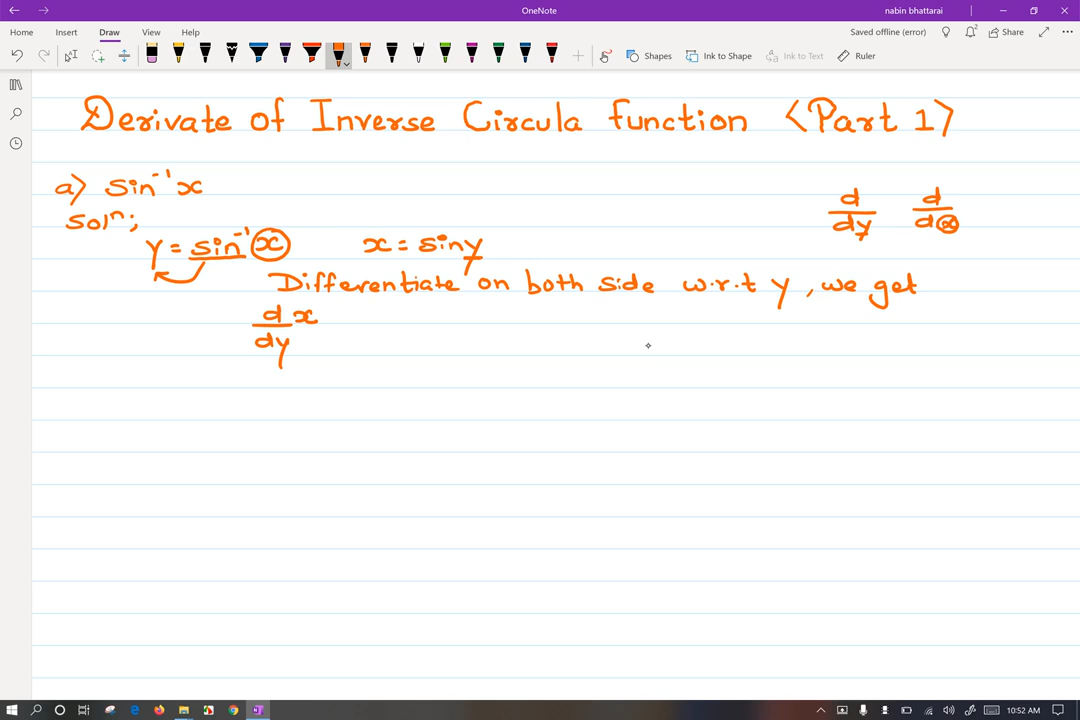 OneNote
nabin bhattarai
Home Insert Draw View Help
Saved offline (error)
Share
Shapes
Ink to Shape
Ink to Text
Ruler
Derivate of Inverse Circula function <Part 1>
a) sin⁻¹x
d/dy d/dx
Solⁿ;
y = sin⁻¹x x = siny
Differentiate on both side w.r.t y, we get
d/dy x
10:52 AM